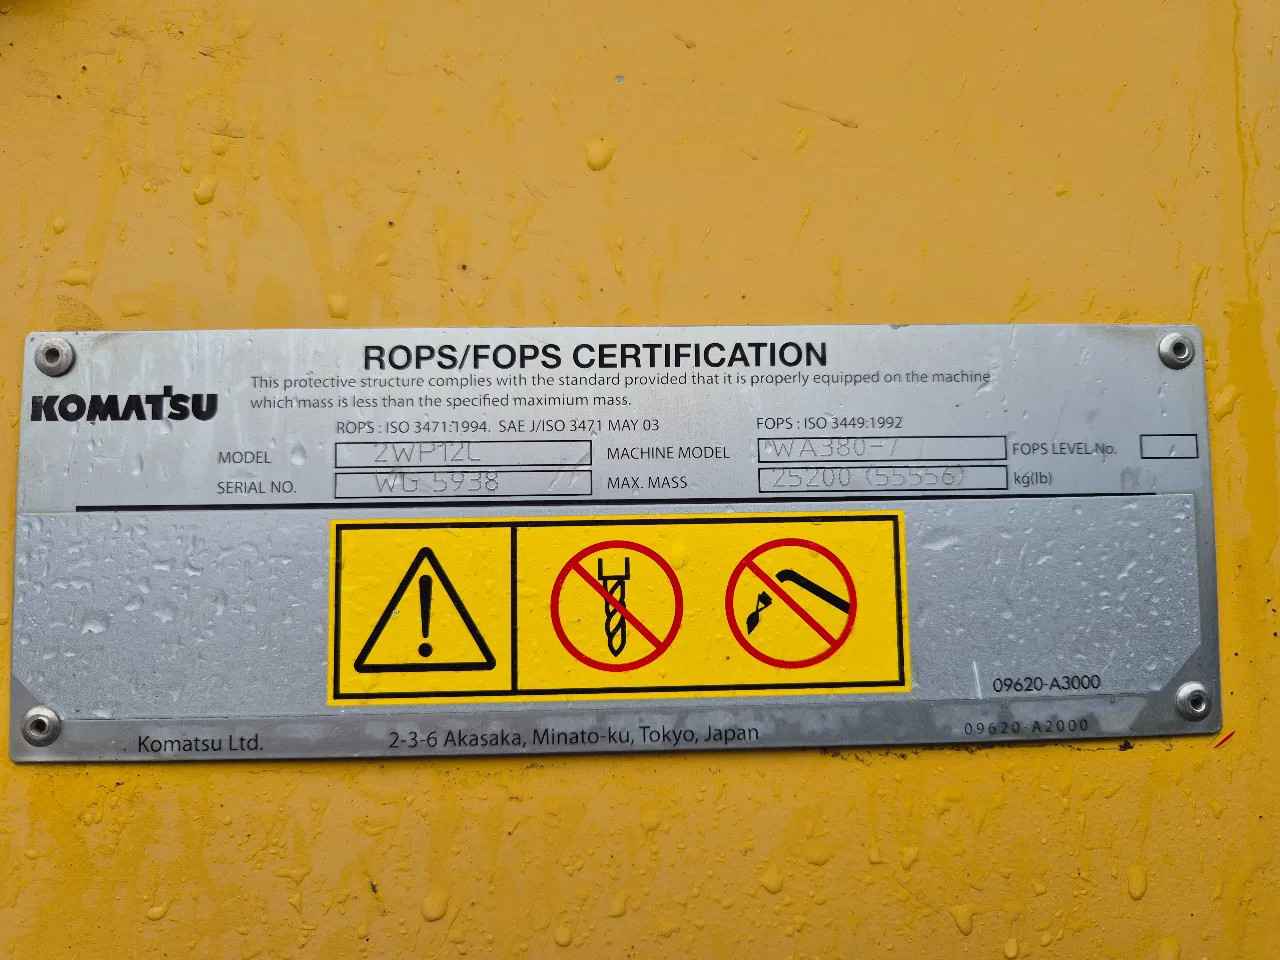 ROPS/FOPS CERTIFICATION
This protective structure complies with the standard provided that it is properly equipped on the machine
which mass is less than the specified maximium mass.
KOMATSU
ROPS : ISO 3471:1994. SAE J/ISO 3471 MAY 03 FOPS : ISO 3449:1992
MODEL 2WP12L MACHINE MODEL WA380-7 FOPS LEVEL No.
SERIAL NO. WG 5938 MAX. MASS 25200 (55556) kg(lb)
09620-A3000
Komatsu Ltd. 2-3-6 Akasaka, Minato-ku, Tokyo, Japan 09620-A2000